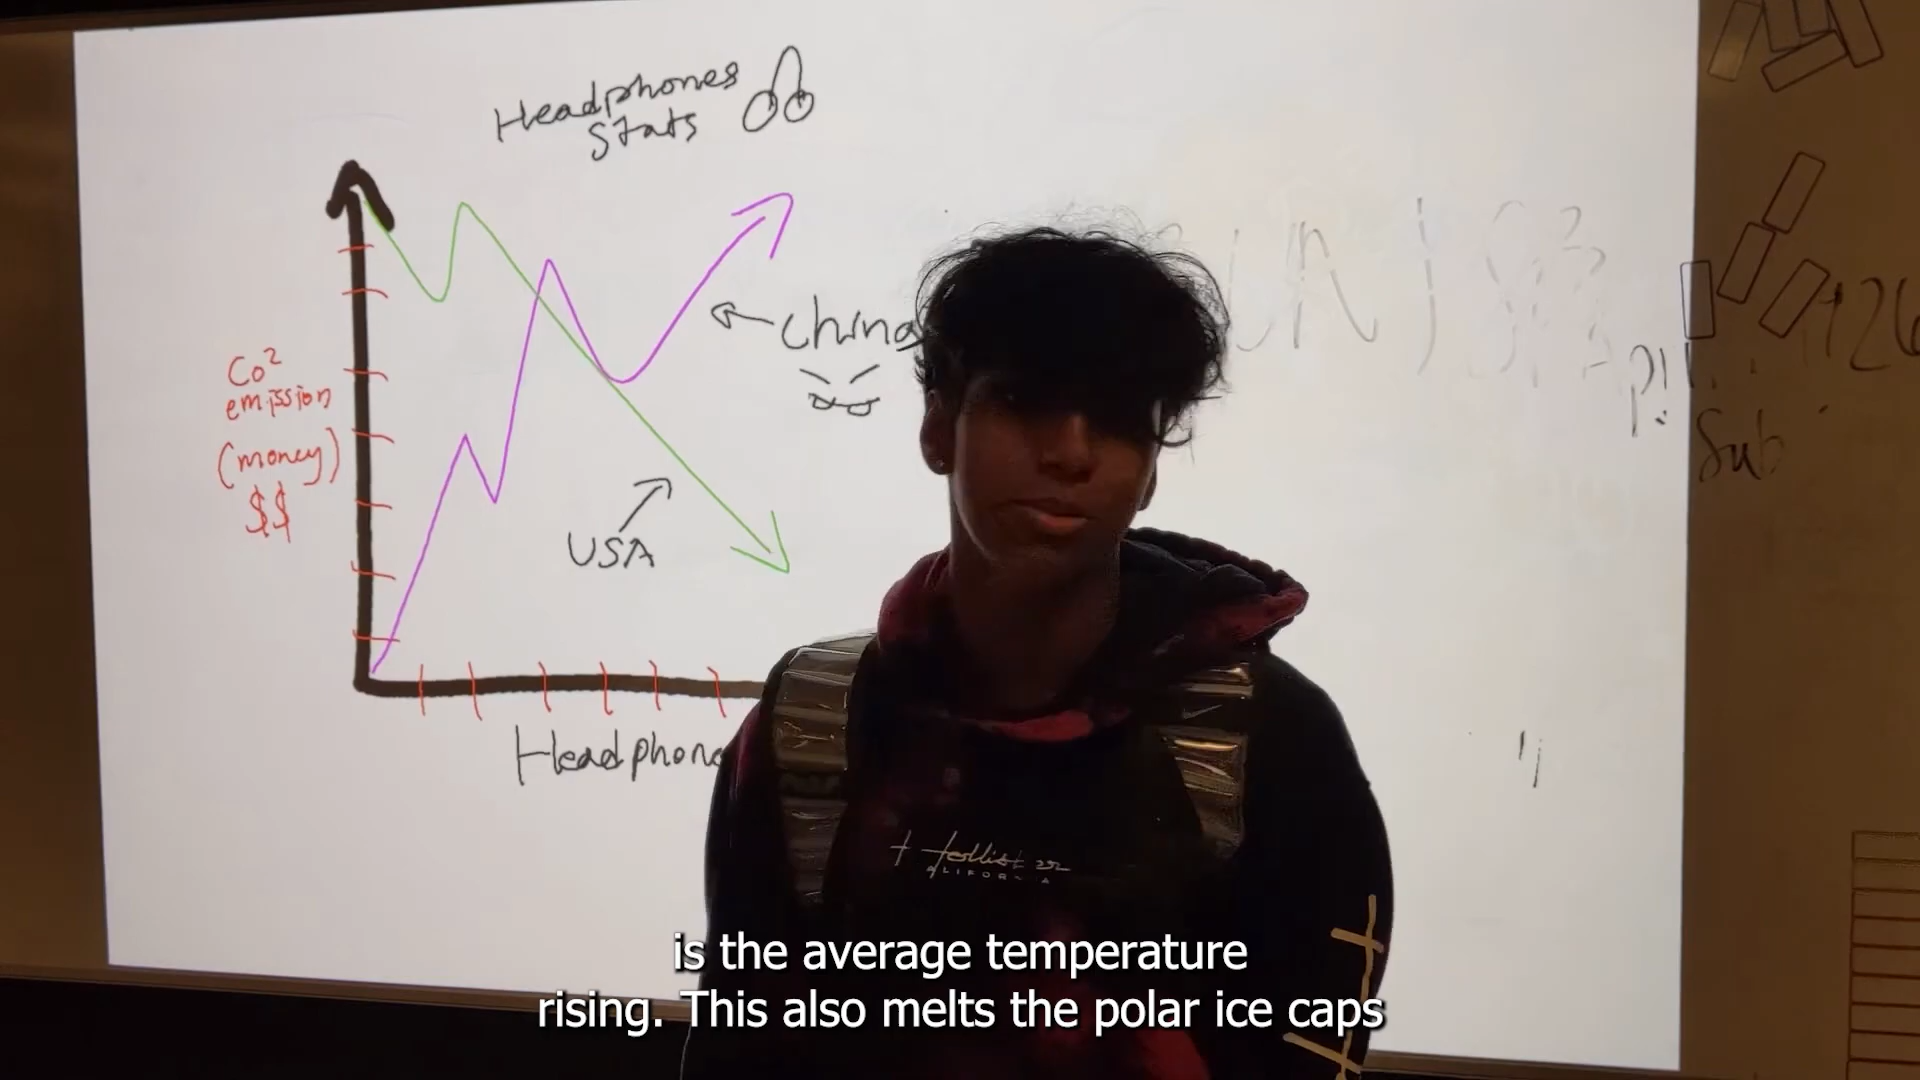 Headphones
Stats
China
Co²
emission
(money)
$$
USA
Headphone
Sub
is the average temperature
rising. This also melts the polar ice caps